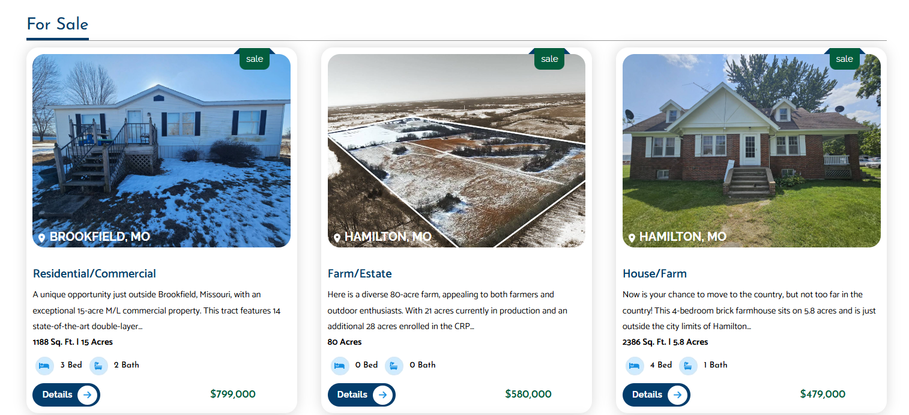 For Sale
sale
BROOKFIELD, MO
Residential/Commercial
A unique opportunity just outside Brookfield, Missouri, with an
exceptional 15-acre M/L commercial property. This tract features 14
state-of-the-art double-layer...
1188 Sq. Ft. | 15 Acres
3 Bed 2 Bath
Details
$799,000
sale
HAMILTON, MO
Farm/Estate
Here is a diverse 80-acre farm, appealing to both farmers and
outdoor enthusiasts. With 21 acres currently in production and an
additional 28 acres enrolled in the CRP...
80 Acres
0 Bed 0 Bath
Details
$580,000
sale
HAMILTON, MO
House/Farm
Now is your chance to move to the country, but not too far in the
country! This 4-bedroom brick farmhouse sits on 5.8 acres and is just
outside the city limits of Hamilton...
2386 Sq. Ft. | 5.8 Acres
4 Bed 1 Bath
Details
$479,000